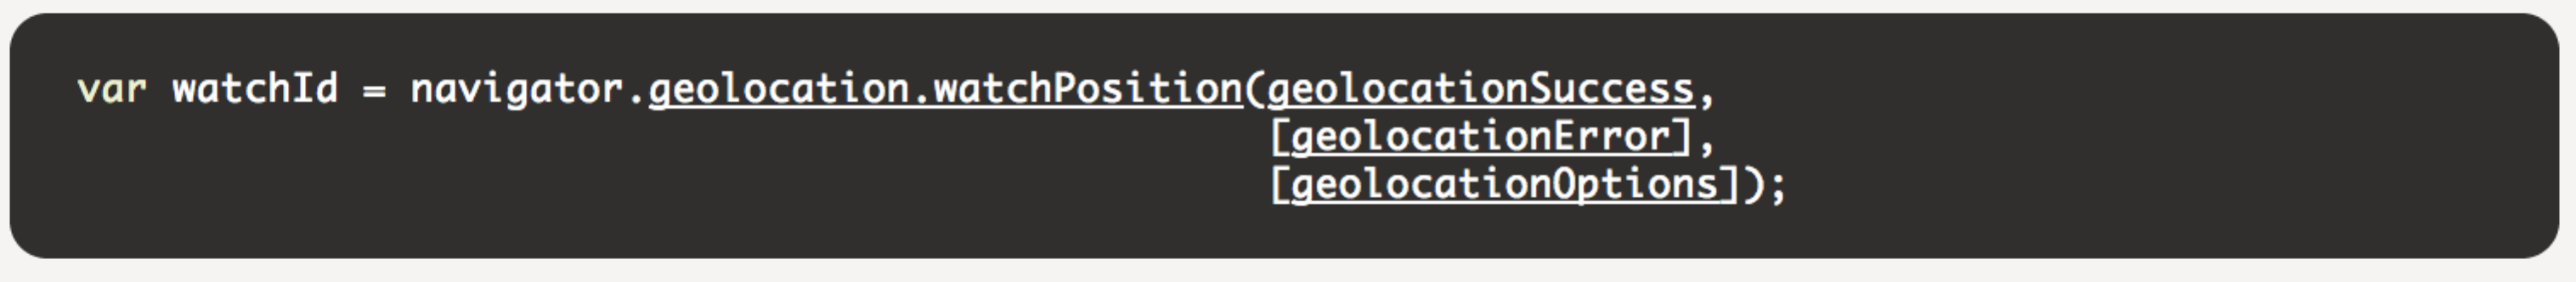 var watchId = navigator.geolocation.watchPosition(geolocationSuccess,
[geolocationError],
[geolocationOptions]);